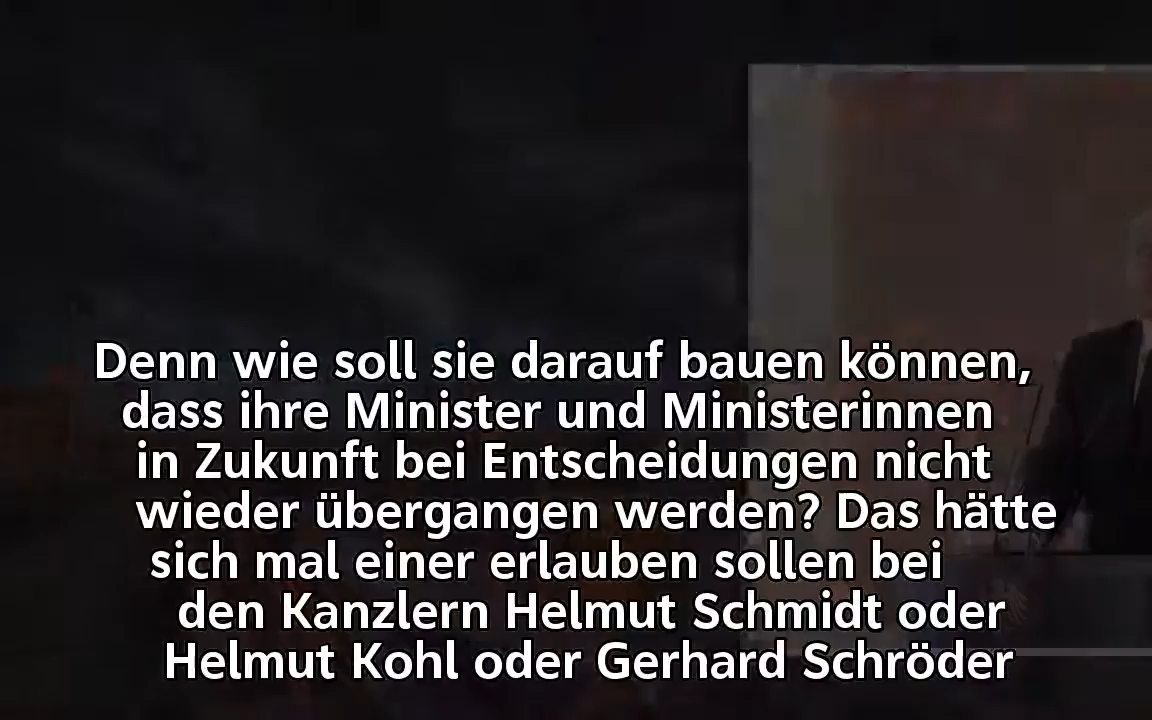 Denn wie soll sie darauf bauen können,
dass ihre Minister und Ministerinnen
in Zukunft bei Entscheidungen nicht
wieder übergangen werden? Das hätte
sich mal einer erlauben sollen bei
den Kanzlern Helmut Schmidt oder
Helmut Kohl oder Gerhard Schröder